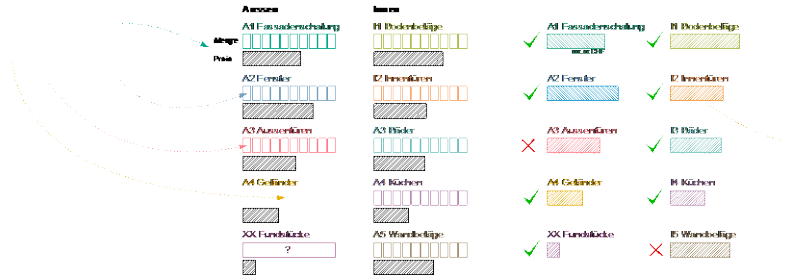 Aussen
Innen
A1 Fassadenschalung
I1 Bodenbeläge
A1 Fassadenschalung
I1 Bodenbeläge
Menge
Preis
A2 Fenster
I2 Innentüren
A2 Fenster
I2 Innentüren
A3 Aussentüren
A3 Bäder
A3 Aussentüren
I3 Bäder
A4 Geländer
A4 Küchen
A4 Geländer
I4 Küchen
XX Fundstücke
A5 Wandbeläge
XX Fundstücke
I5 Wandbeläge
?